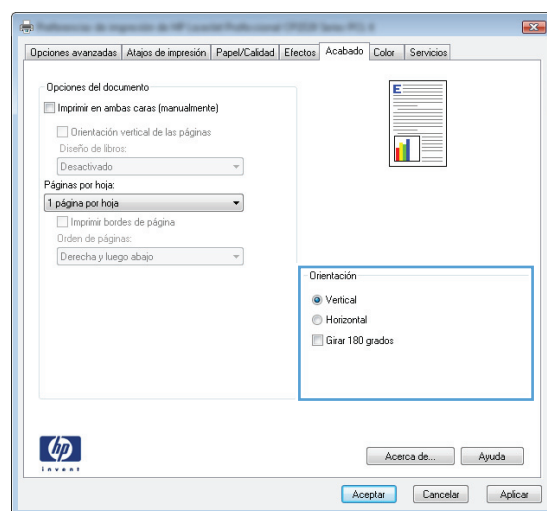 Opciones avanzadas Atajos de impresión Papel/Calidad Efectos Acabado Color Servicios
Opciones del documento
Imprimir en ambas caras (manualmente)
Orientación vertical de las páginas
Diseño de libros:
Desactivado
Páginas por hoja:
1 página por hoja
Imprimir bordes de página
Orden de páginas:
Derecha y luego abajo
E
Orientación
Vertical
Horizontal
Girar 180 grados
hp
invent
Acerca de... Ayuda
Aceptar Cancelar Aplicar